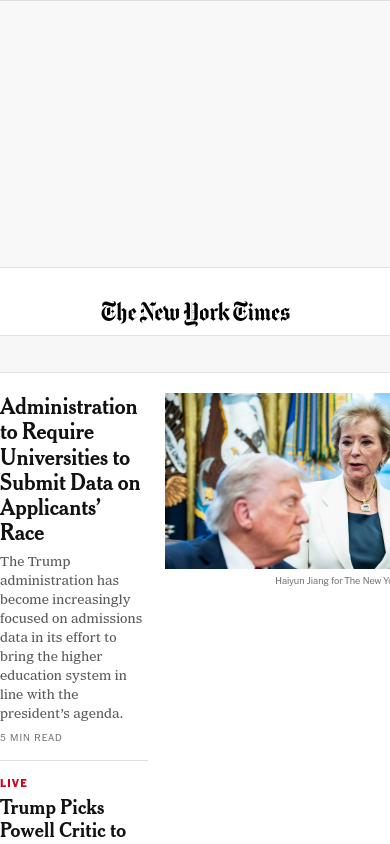 The New York Times
Administration
to Require
Universities to
Submit Data on
Applicants’
Race
The Trump
administration has
become increasingly
focused on admissions
data in its effort to
bring the higher
education system in
line with the
president’s agenda.
5 MIN READ
Haiyun Jiang for The New Yo
LIVE
Trump Picks
Powell Critic to